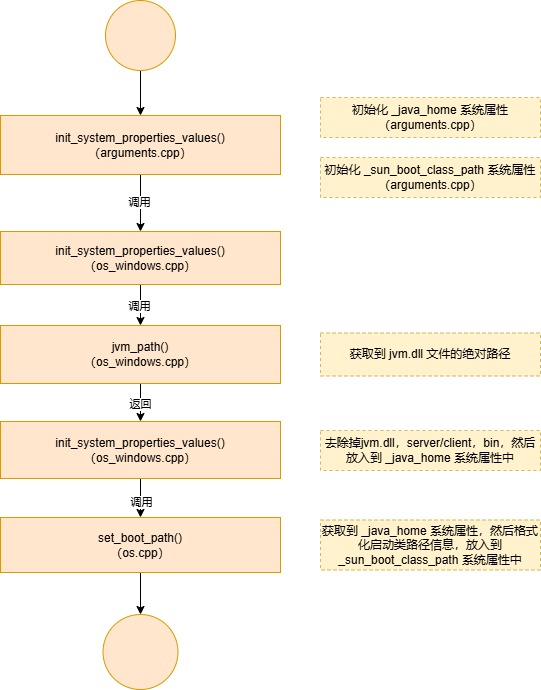 init_system_properties_values()
（arguments.cpp）
初始化 _java_home 系统属性
（arguments.cpp）
初始化 _sun_boot_class_path 系统属性
（arguments.cpp）
调用
init_system_properties_values()
（os_windows.cpp）
调用
jvm_path()
（os_windows.cpp）
获取到 jvm.dll 文件的绝对路径
返回
init_system_properties_values()
（os_windows.cpp）
去除掉jvm.dll，server/client，bin，然后
放入到 _java_home 系统属性中
调用
set_boot_path()
（os.cpp）
获取到 _java_home 系统属性，然后格式
化启动类路径信息，放入到
_sun_boot_class_path 系统属性中